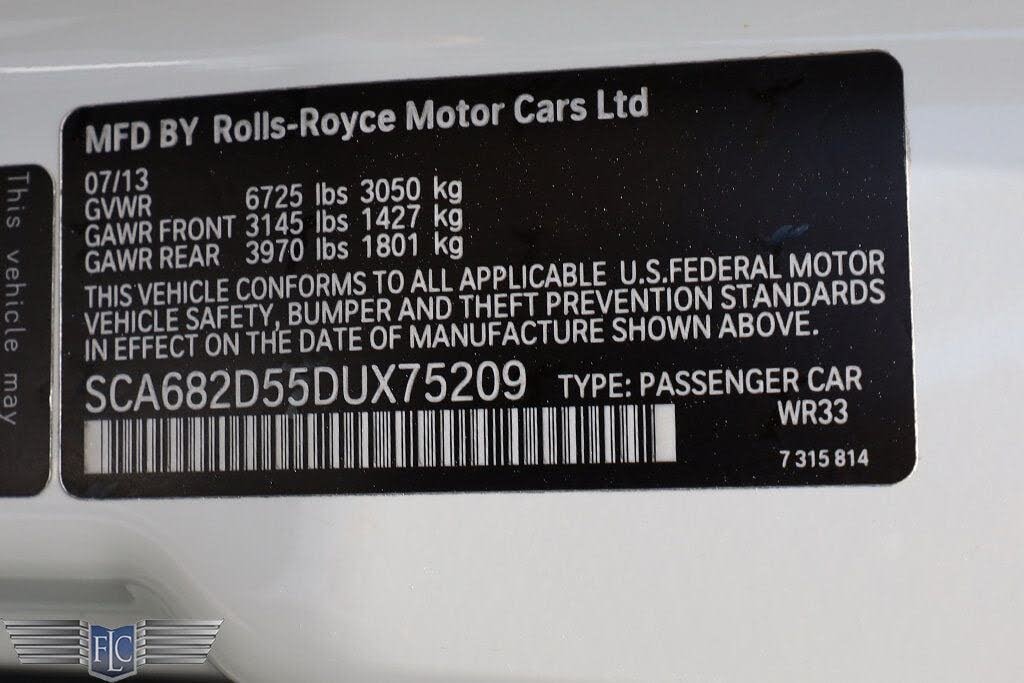 MFD BY Rolls-Royce Motor Cars Ltd
07/13
GVWR 6725 lbs 3050 kg
GAWR FRONT 3145 lbs 1427 kg
GAWR REAR 3970 lbs 1801 kg
THIS VEHICLE CONFORMS TO ALL APPLICABLE U.S.FEDERAL MOTOR
VEHICLE SAFETY, BUMPER AND THEFT PREVENTION STANDARDS
IN EFFECT ON THE DATE OF MANUFACTURE SHOWN ABOVE.
SCA682D55DUX75209 TYPE: PASSENGER CAR
WR33
7 315 814
This vehicle may
FLC